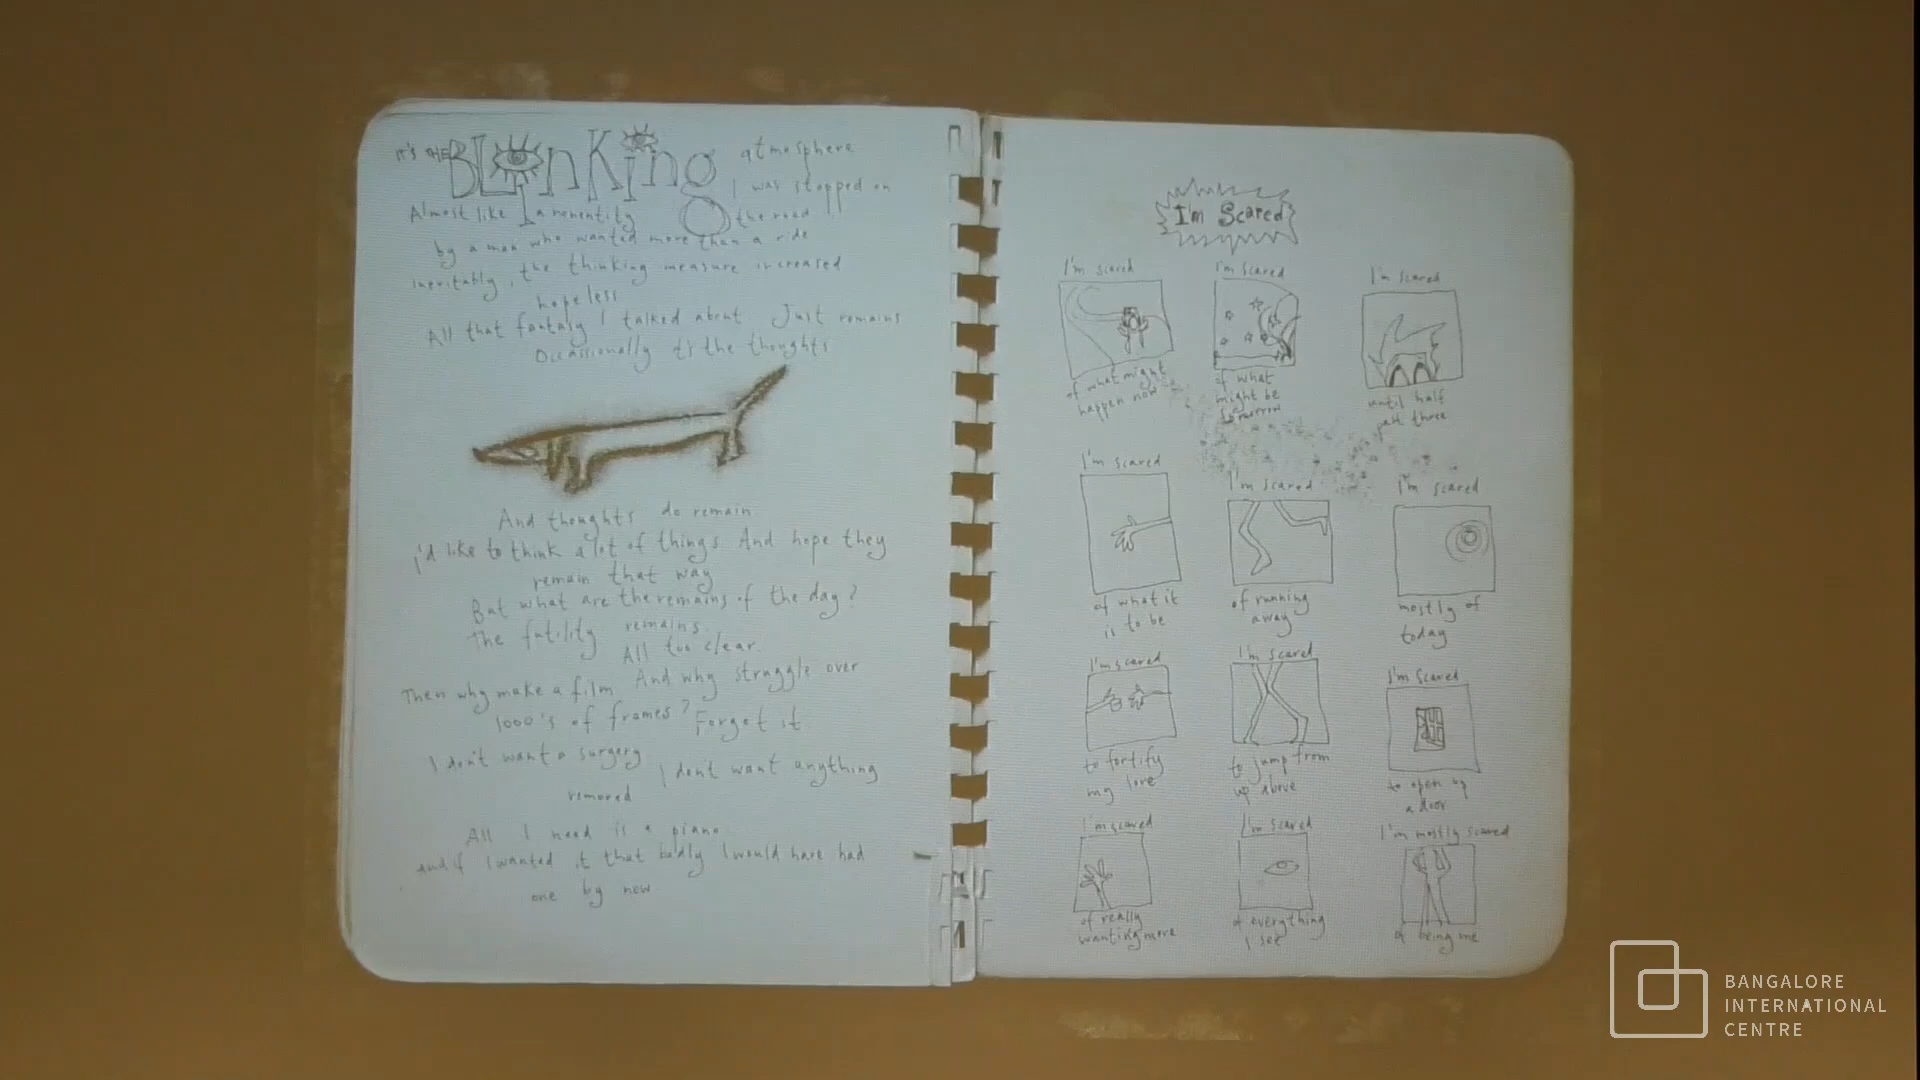 IT'S THE BLinKing atmosphere
I was stopped on
Almost like a nonentity the road
by a man who wanted more than a ride
inevitably, the thinking measure increased
hopeless
All that fantasy I talked about Just remains
Occassionally it's the thoughts
And thoughts do remain
I'd like to think a lot of things And hope they
remain that way
But what are the remains of the day?
The futility remains
All too clear.
Then why make a film And why struggle over
1000's of frames? Forget it
I don't want a surgery
I don't want anything
removed
All I need is a piano
and if I wanted it that badly I would have had
one by now
I'm Scared
I'm scared
of what might
happen now
I'm scared
of what
might be
tomorrow
I'm scared
until half
past three
I'm scared
of what it
is to be
I'm scared
of running
away
I'm scared
mostly of
today
I'm scared
to fortify
my love
I'm scared
to jump from
up above
I'm scared
to open up
a door
I'm scared
of really
wanting more
I'm scared
of everything
I see
I'm mostly scared
of being me
BANGALORE
INTERNATIONAL
CENTRE